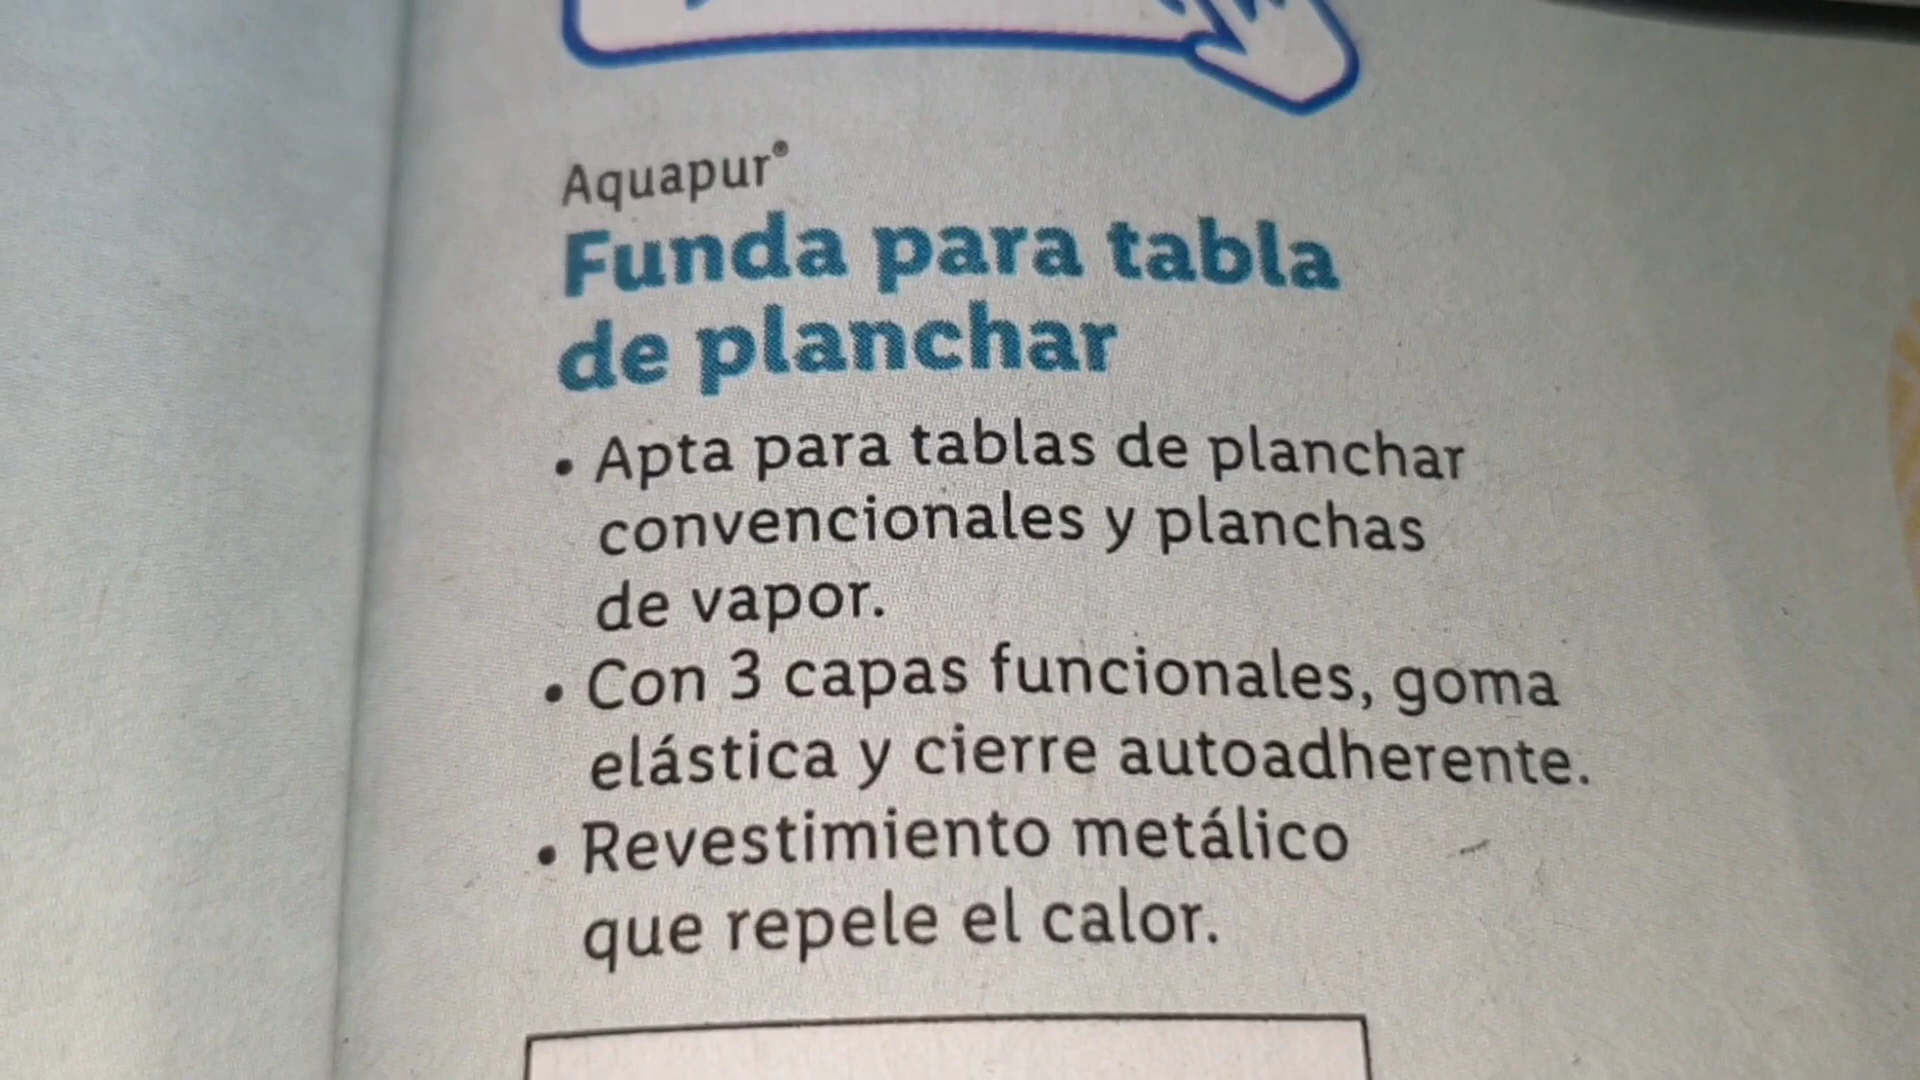 Aquapur®
Funda para tabla
de planchar
• Apta para tablas de planchar
convencionales y planchas
de vapor.
• Con 3 capas funcionales, goma
elástica y cierre autoadherente.
• Revestimiento metálico
que repele el calor.